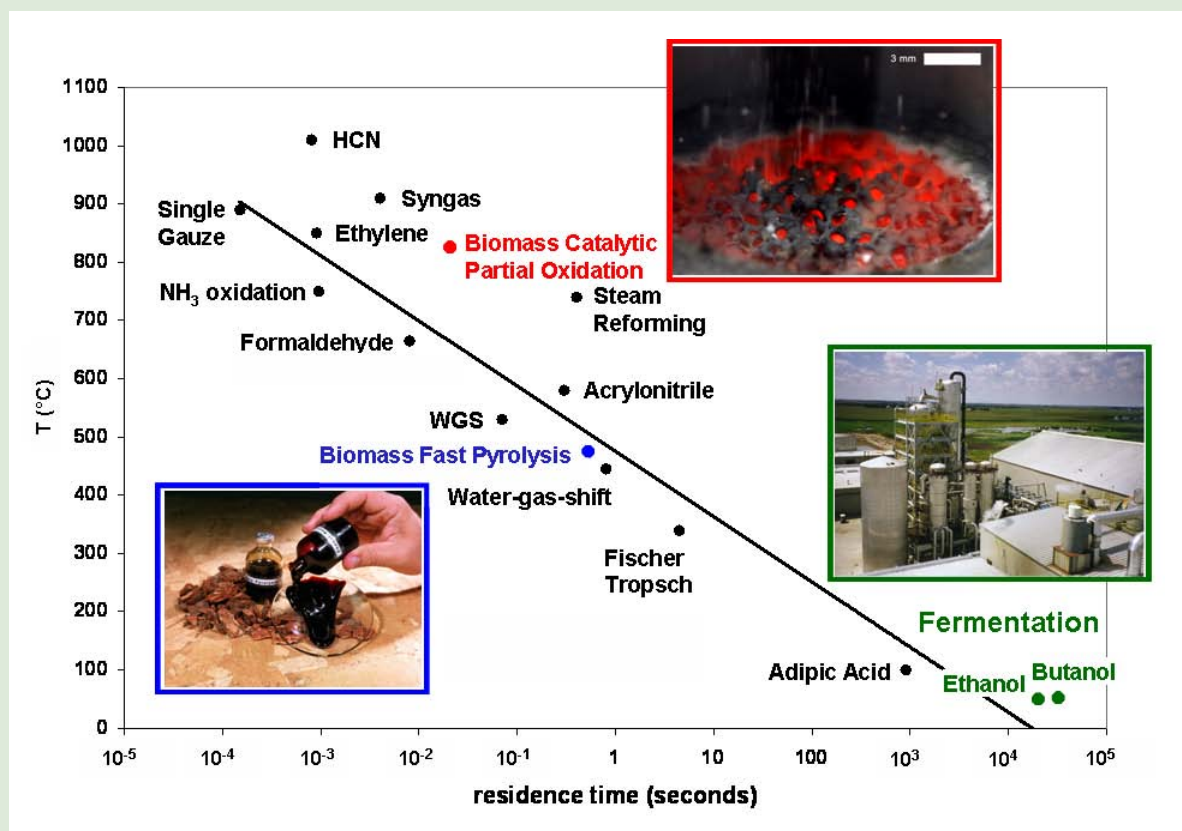 3 mm
1100
1000
900
800
700
600
500
400
300
200
100
0
T (°C)
HCN
Single
Gauze
Syngas
Ethylene
Biomass Catalytic
Partial Oxidation
NH₃ oxidation
Steam
Reforming
Formaldehyde
Acrylonitrile
WGS
Biomass Fast Pyrolysis
Water-gas-shift
Fischer
Tropsch
Fermentation
Adipic Acid
Ethanol
Butanol
10⁻⁵ 10⁻⁴ 10⁻³ 10⁻² 10⁻¹ 1 10 100 10³ 10⁴ 10⁵
residence time (seconds)